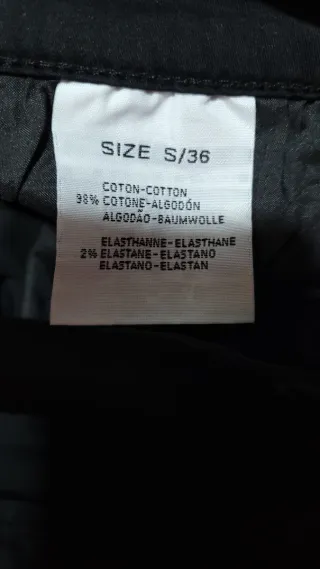 SIZE S/36
COTON-COTTON
98% COTONE-ALGODÓN
ALGODÃO-BAUMWOLLE
ELASTHANNE-ELASTHANE
2% ELASTANE-ELASTANO
ELASTANO-ELASTAN